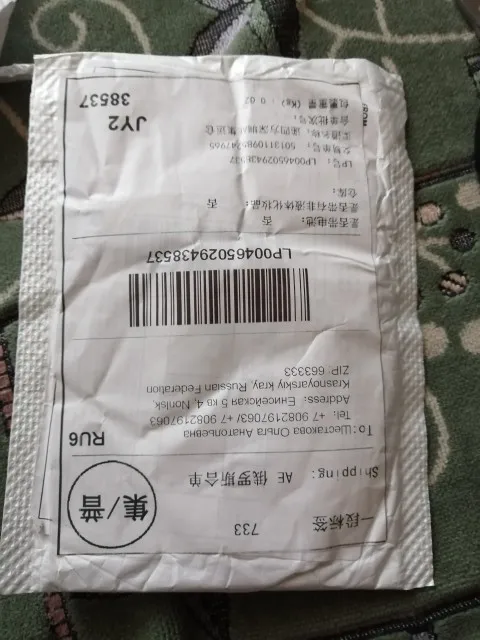 一段标签
733
集/普
Shipping: AE 俄罗斯合单
To: Шестакова Ольга Анатольевна
RU6
Tel: +7 9082197063/ +7 9082197063
Address: Енисейская 5 кв 4, Norilsk,
Krasnoyarskiy kray, Russian Federation
ZIP: 663333
LP00465029438537
是否带电池: 否
是否带有非液体化妆品: 否
仓库:
LP号: LP00465029438537
JY2
38537
包裹重量 (Kg): 0.02